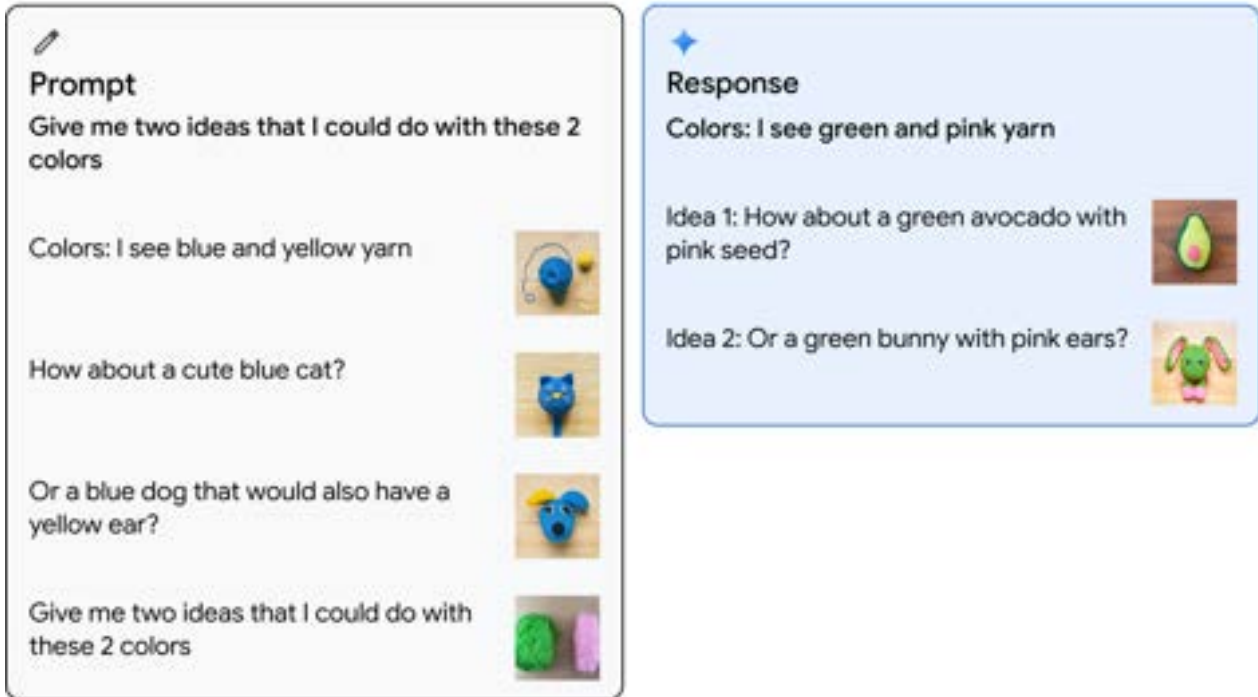 Prompt
Give me two ideas that I could do with these 2
colors
Colors: I see blue and yellow yarn
How about a cute blue cat?
Or a blue dog that would also have a
yellow ear?
Give me two ideas that I could do with
these 2 colors
Response
Colors: I see green and pink yarn
Idea 1: How about a green avocado with
pink seed?
Idea 2: Or a green bunny with pink ears?